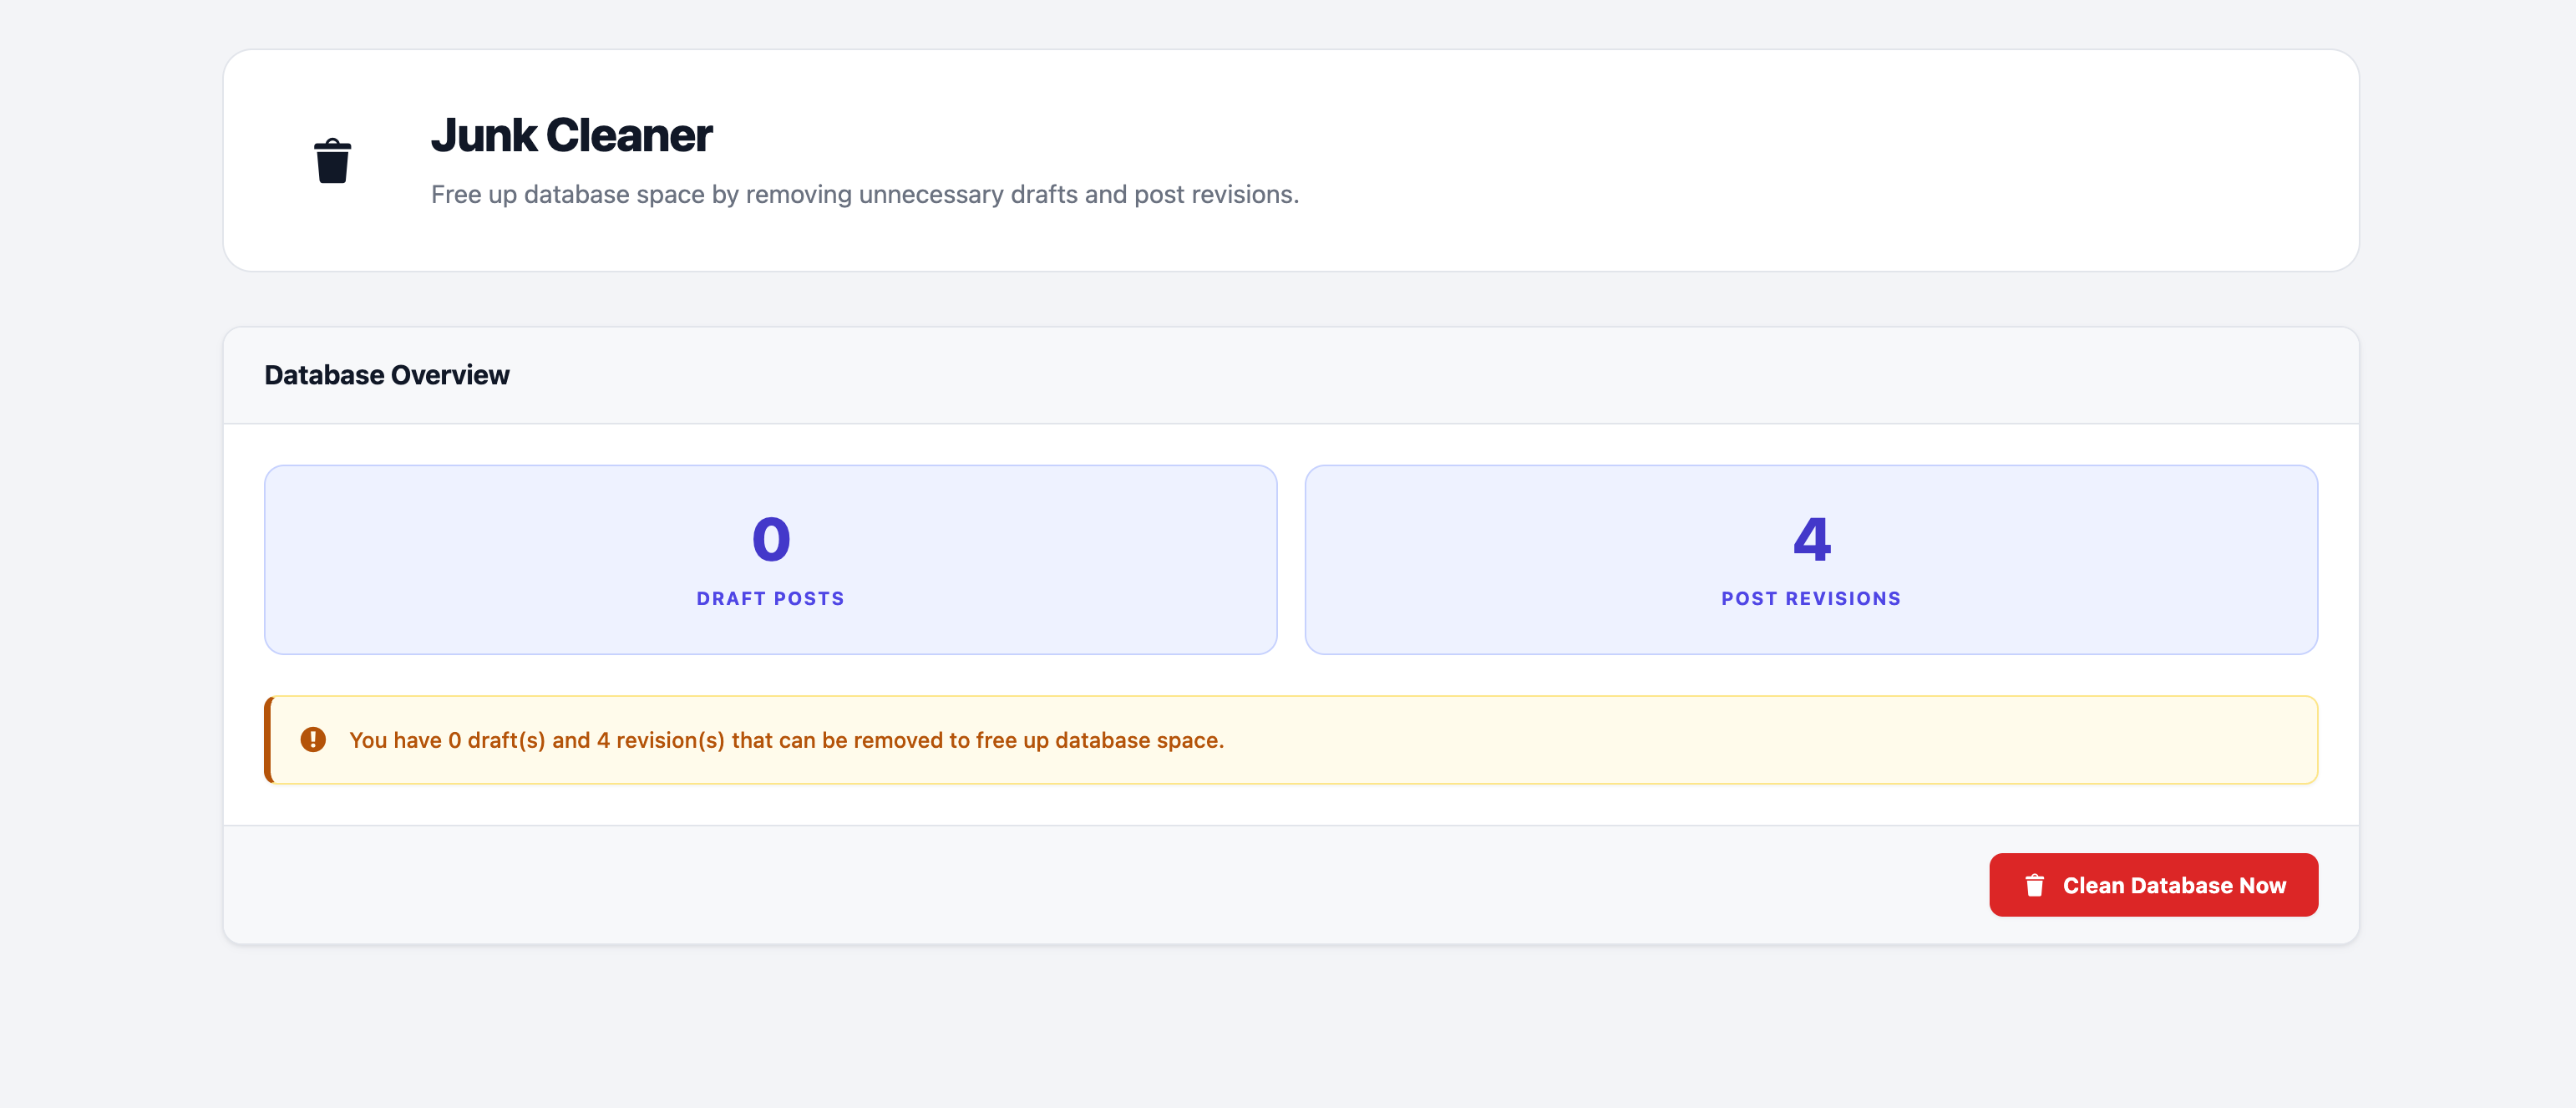 Junk Cleaner
Free up database space by removing unnecessary drafts and post revisions.
Database Overview
0
DRAFT POSTS
4
POST REVISIONS
You have 0 draft(s) and 4 revision(s) that can be removed to free up database space.
Clean Database Now